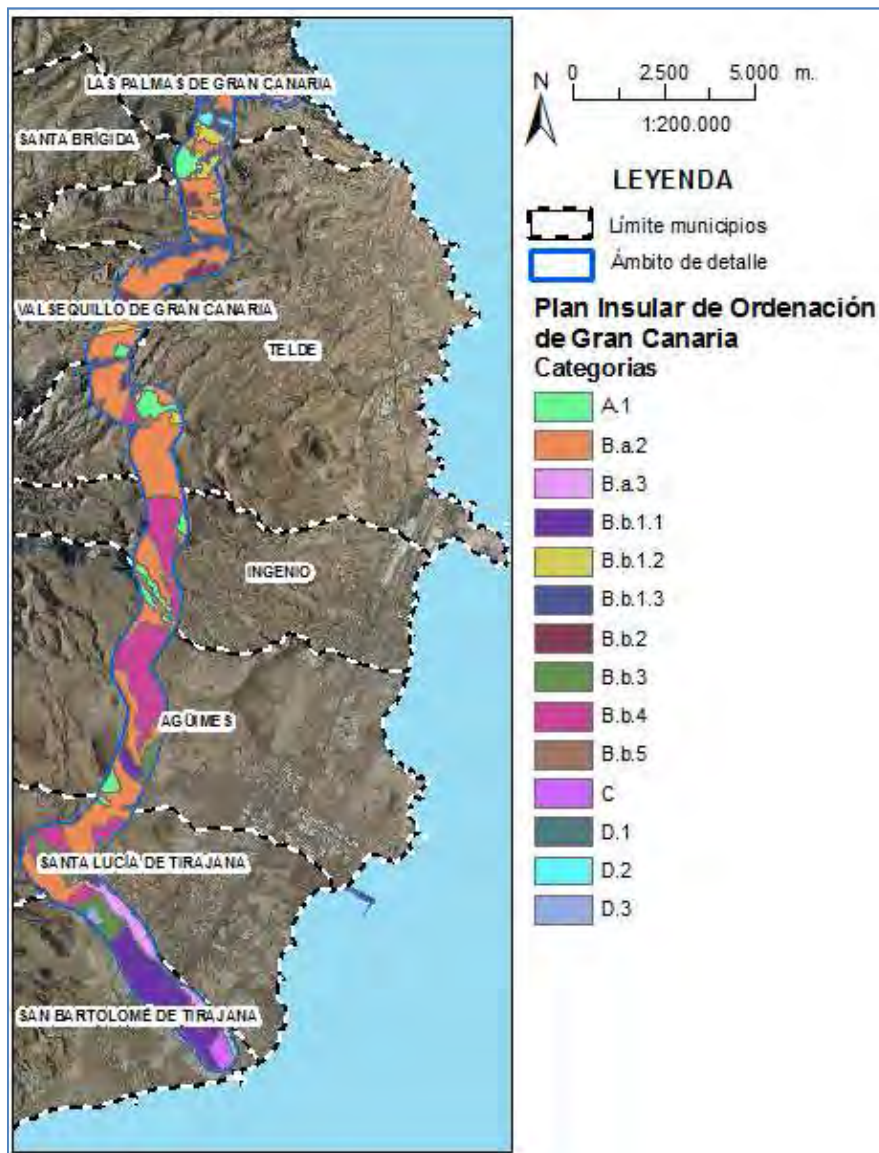 LAS PALMAS DE GRAN CANARIA
SANTA BRÍGIDA
VALSEQUILLO DE GRAN CANARIA
TELDE
INGENIO
AGÜIMES
SANTA LUCÍA DE TIRAJANA
SAN BARTOLOMÉ DE TIRAJANA
N
0 2.500 5.000 m.
1:200.000
LEYENDA
Límite municipios
Ámbito de detalle
Plan Insular de Ordenación
de Gran Canaria
Categorias
A.1
B.a.2
B.a.3
B.b.1.1
B.b.1.2
B.b.1.3
B.b.2
B.b.3
B.b.4
B.b.5
C
D.1
D.2
D.3